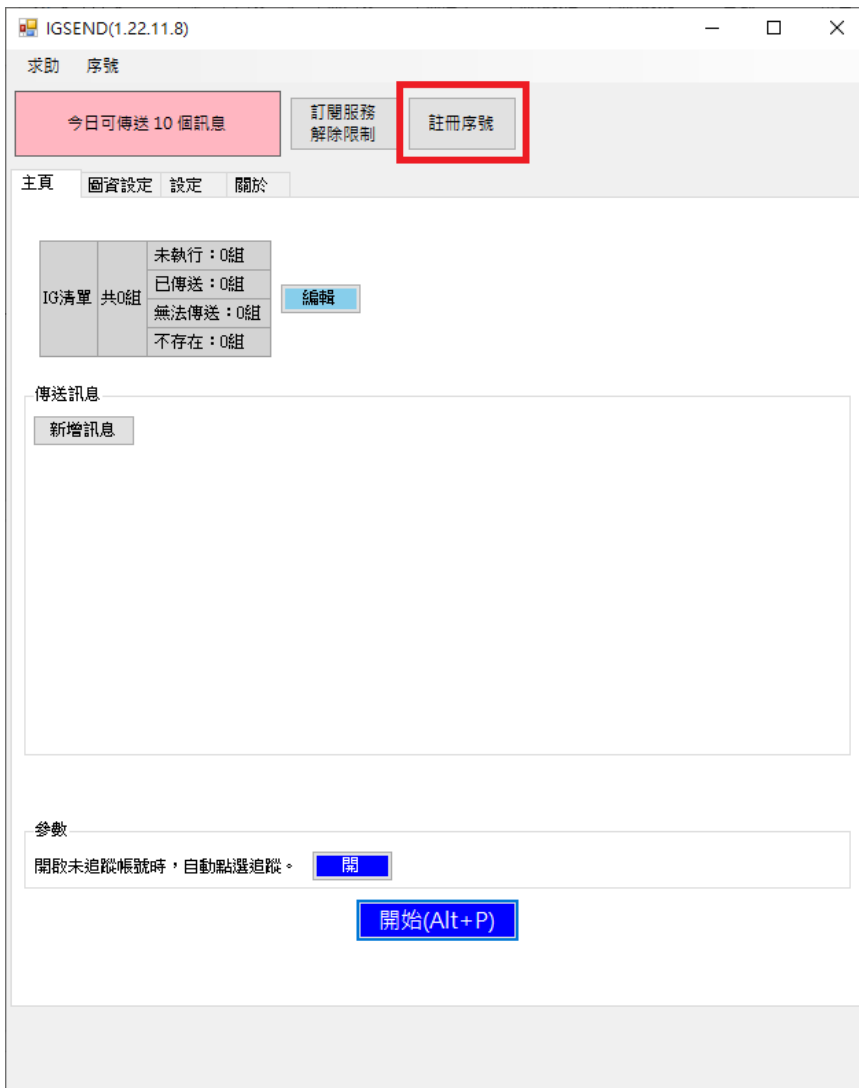 IGSEND(1.22.11.8)
求助 序號
今日可傳送 10 個訊息
訂閱服務
解除限制
註冊序號
主頁 圖資設定 設定 關於
IG清單 共0組
未執行：0組
已傳送：0組
無法傳送：0組
不存在：0組
編輯
傳送訊息
新增訊息
參數
開啟未追蹤帳號時，自動點選追蹤。 開
開始(Alt+P)